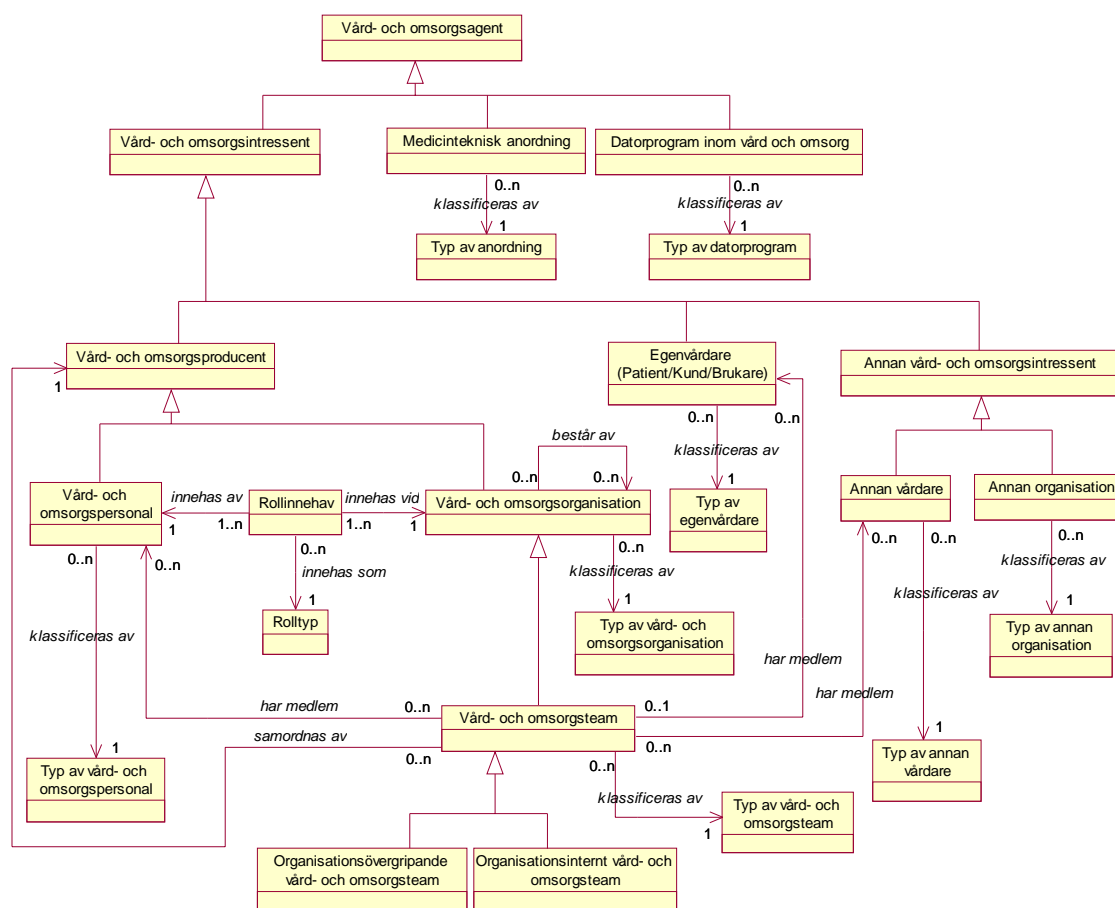 Vård- och omsorgsagent
Vård- och omsorgsintressent
Medicinteknisk anordning
Datorprogram inom vård och omsorg
0..n
0..n
klassificeras av
klassificeras av
1
1
Typ av anordning
Typ av datorprogram
Vård- och omsorgsproducent
Egenvårdare
(Patient/Kund/Brukare)
Annan vård- och omsorgsintressent
1
0..n
0..n
består av
klassificeras av
0..n
0..n
1
Vård- och
omsorgspersonal
innehas av
Rollinnehav
innehas vid
Vård- och omsorgsorganisation
Typ av
egenvårdare
Annan vårdare
Annan organisation
1
1..n
1..n
1
0..n
0..n
0..n
0..n
0..n
0..n
0..n
innehas som
klassificeras av
klassificeras av
klassificeras av
1
1
1
Rolltyp
Typ av vård- och
omsorgsorganisation
Typ av annan
organisation
klassificeras av
har medlem
har medlem
har medlem
0..n
Vård- och omsorgsteam
0..1
samordnas av
0..n
0..n
0..n
1
1
Typ av vård- och
omsorgspersonal
Typ av annan
vårdare
klassificeras av
1
Typ av vård- och
omsorgsteam
Organisationsövergripande
vård- och omsorgsteam
Organisationsinternt vård- och
omsorgsteam